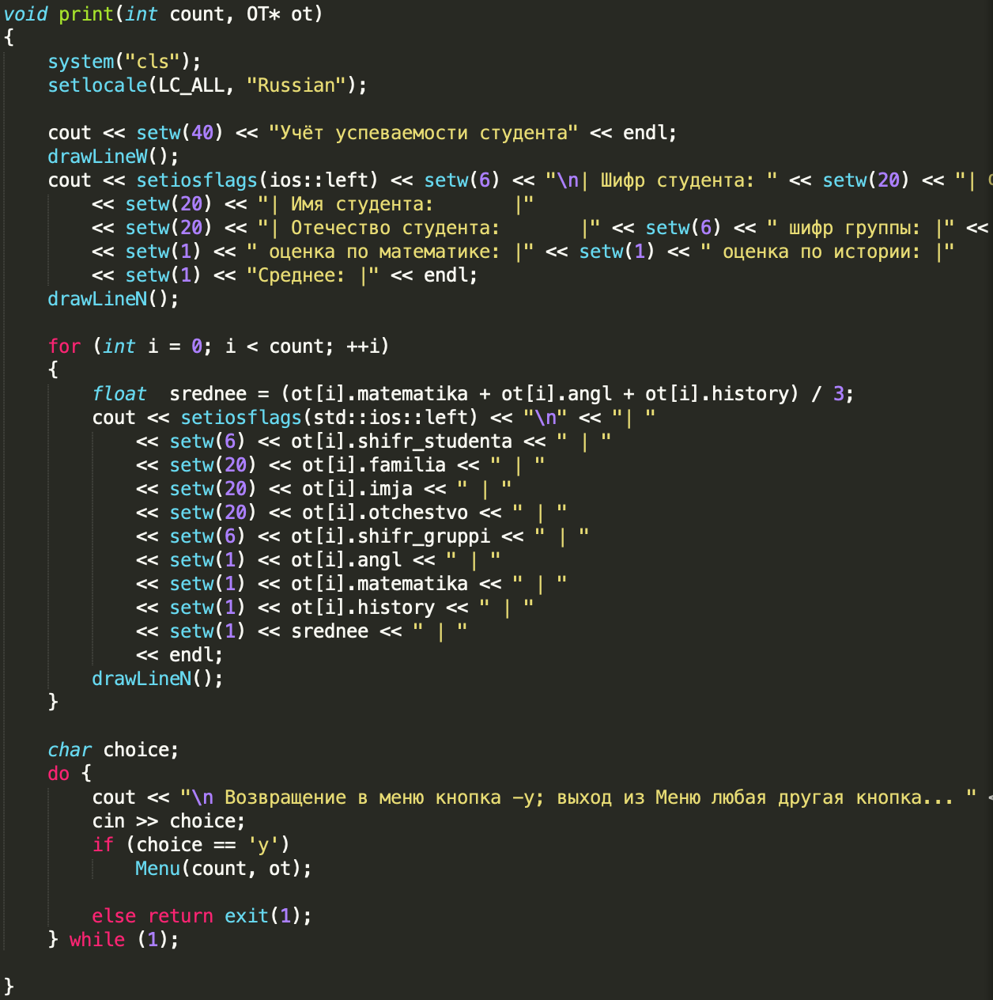 void print(int count, OT* ot)
{
    system("cls");
    setlocale(LC_ALL, "Russian");

    cout << setw(40) << "Учёт успеваемости студента" << endl;
    drawLineW();
    cout << setiosflags(ios::left) << setw(6) << "\n| Шифр студента: " << setw(20) << "|
        << setw(20) << "| Имя студента:       |"
        << setw(20) << "| Отечество студента:       |" << setw(6) << " шифр группы: |" <<
        << setw(1) << " оценка по математике: |" << setw(1) << " оценка по истории: |"
        << setw(1) << "Среднее: |" << endl;
    drawLineN();

    for (int i = 0; i < count; ++i)
    {
        float  srednee = (ot[i].matematika + ot[i].angl + ot[i].history) / 3;
        cout << setiosflags(std::ios::left) << "\n" << "| "
            << setw(6) << ot[i].shifr_studenta << " | "
            << setw(20) << ot[i].familia << " | "
            << setw(20) << ot[i].imja << " | "
            << setw(20) << ot[i].otchestvo << " | "
            << setw(6) << ot[i].shifr_gruppi << " | "
            << setw(1) << ot[i].angl << " | "
            << setw(1) << ot[i].matematika << " | "
            << setw(1) << ot[i].history << " | "
            << setw(1) << srednee << " | "
            << endl;
        drawLineN();
    }

    char choice;
    do {
        cout << "\n Возвращение в меню кнопка -y; выход из Меню любая другая кнопка... "
        cin >> choice;
        if (choice == 'y')
            Menu(count, ot);

        else return exit(1);
    } while (1);

}